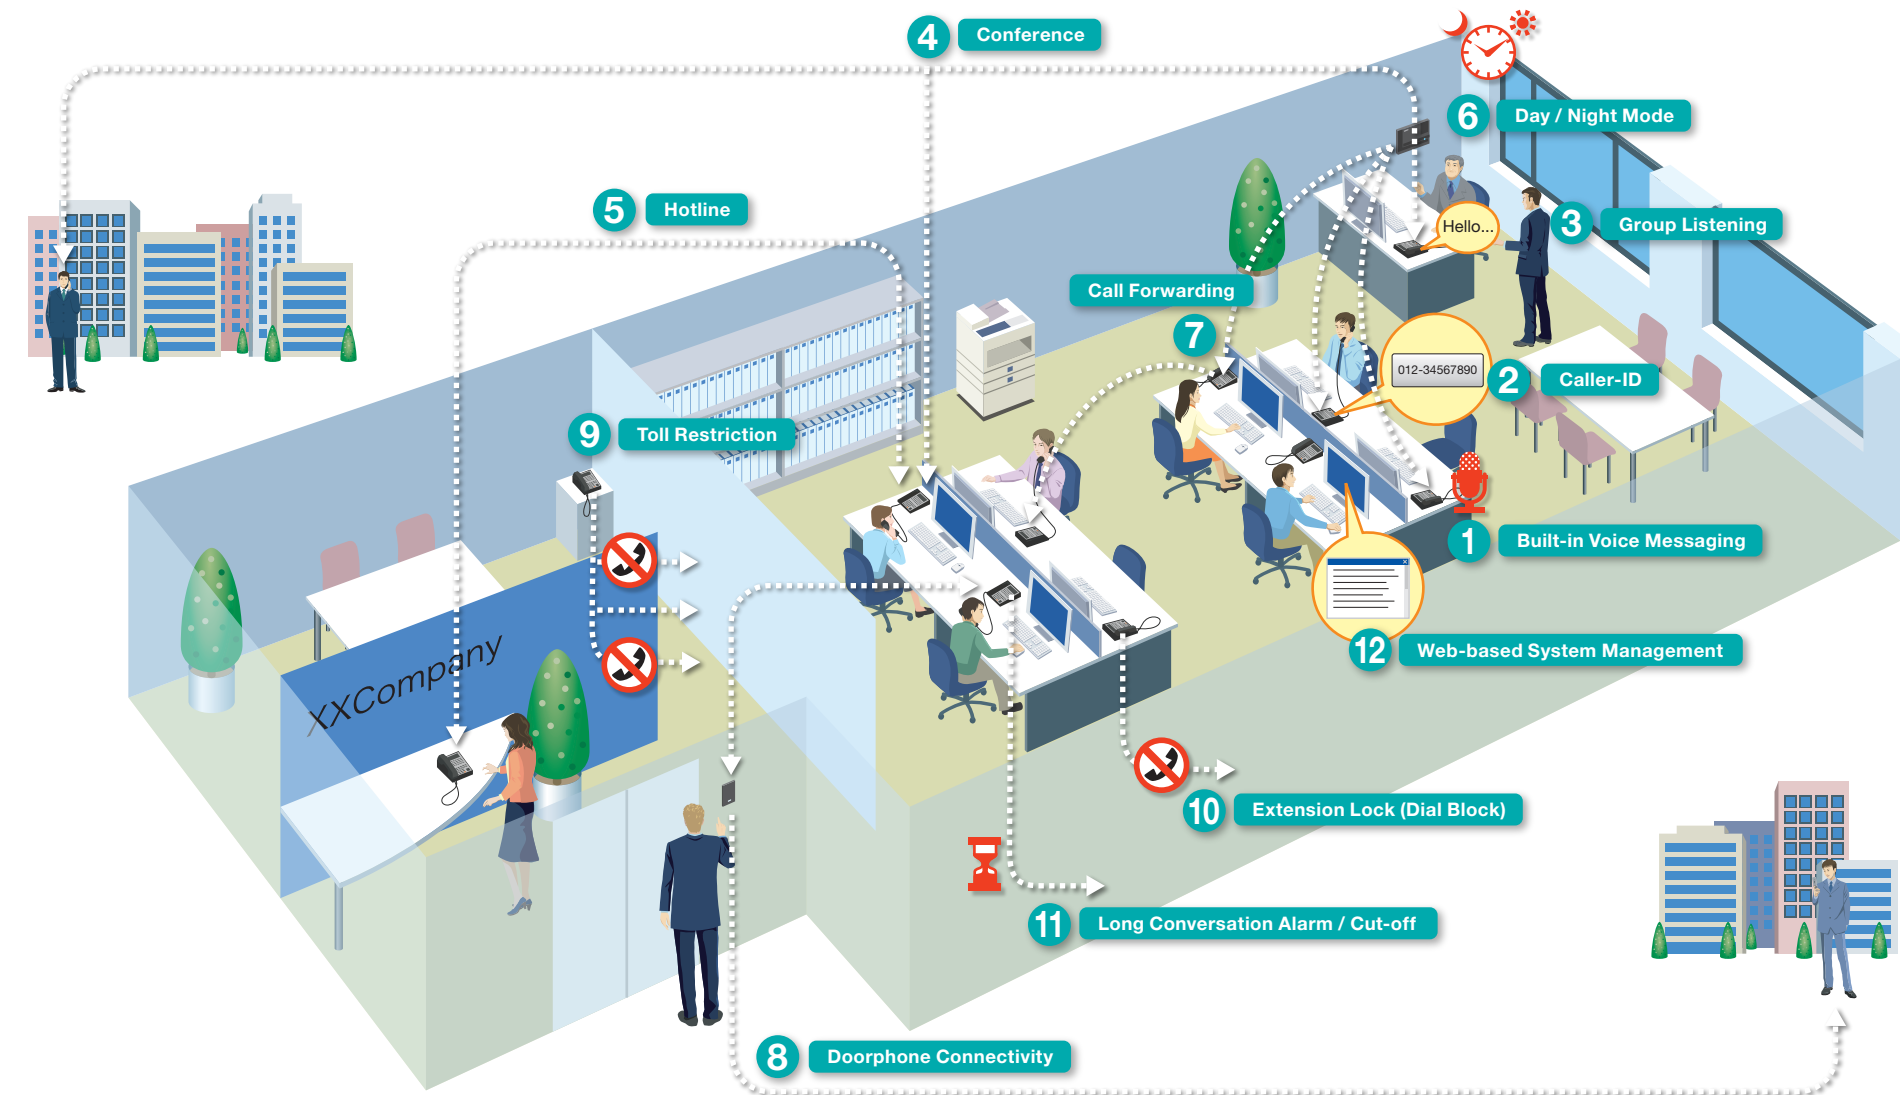 4 Conference
6 Day / Night Mode
5 Hotline
3 Group Listening
Hello...
Call Forwarding
7
012-34567890
2 Caller-ID
9 Toll Restriction
1 Built-in Voice Messaging
XXCompany
12 Web-based System Management
10 Extension Lock (Dial Block)
11 Long Conversation Alarm / Cut-off
8 Doorphone Connectivity